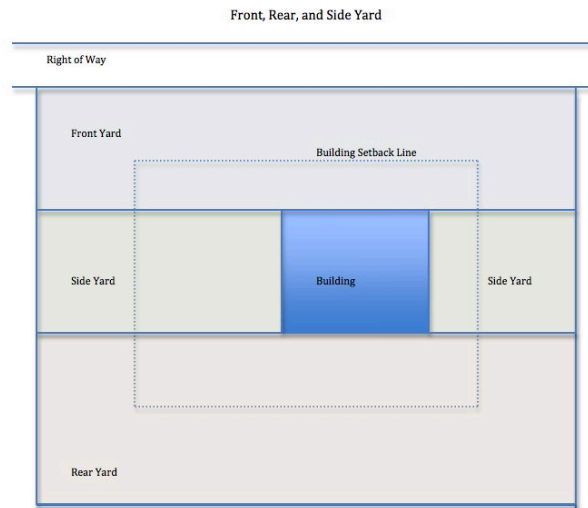 Front, Rear, and Side Yard
Right of Way
Front Yard
Building Setback Line
Side Yard
Building
Side Yard
Rear Yard